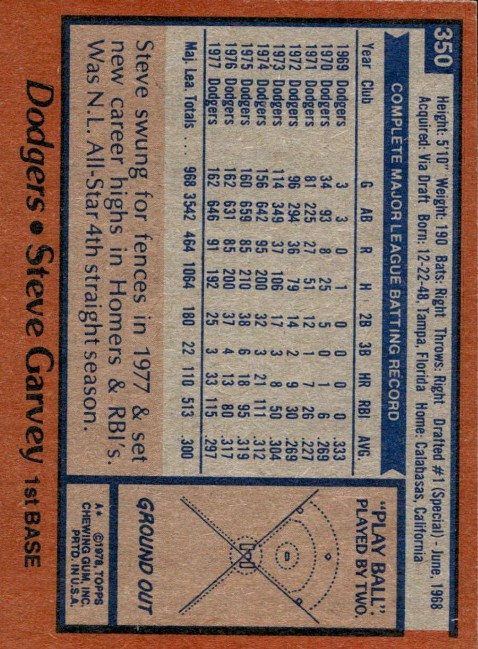 350
Height: 5'10" Weight: 190 Bats: Right Throws: Right Drafted #1 (Special) - June, 1968
Acquired: Via Draft Born: 12-22-48, Tampa, Florida Home: Calabasas, California
COMPLETE MAJOR LEAGUE BATTING RECORD
Year Club G AB R H 2B 3B HR RBI AVG.
1969 Dodgers 3 3 0 1 0 0 0 0 .333
1970 Dodgers 34 93 8 25 5 0 1 6 .269
1971 Dodgers 81 225 27 51 12 1 7 26 .227
1972 Dodgers 96 294 36 79 14 2 9 30 .269
1973 Dodgers 114 349 37 106 17 3 8 50 .304
1974 Dodgers 156 642 95 200 32 3 21 111 .312
1975 Dodgers 160 659 85 210 38 6 18 95 .319
1976 Dodgers 162 631 85 200 37 4 13 80 .317
1977 Dodgers 162 646 91 192 25 3 33 115 .297
Maj. Lea. Totals ... 968 3542 464 1064 180 22 110 513 .300
Steve swung for fences in 1977 & set
new career highs in Homers & RBI's.
Was N.L. All-Star 4th straight season.
"PLAY BALL":
PLAYED BY TWO.
GROUND OUT
A★ ©1978, TOPPS
CHEWING GUM, INC.
PRTD. IN U.S.A.
Dodgers • Steve Garvey 1st BASE